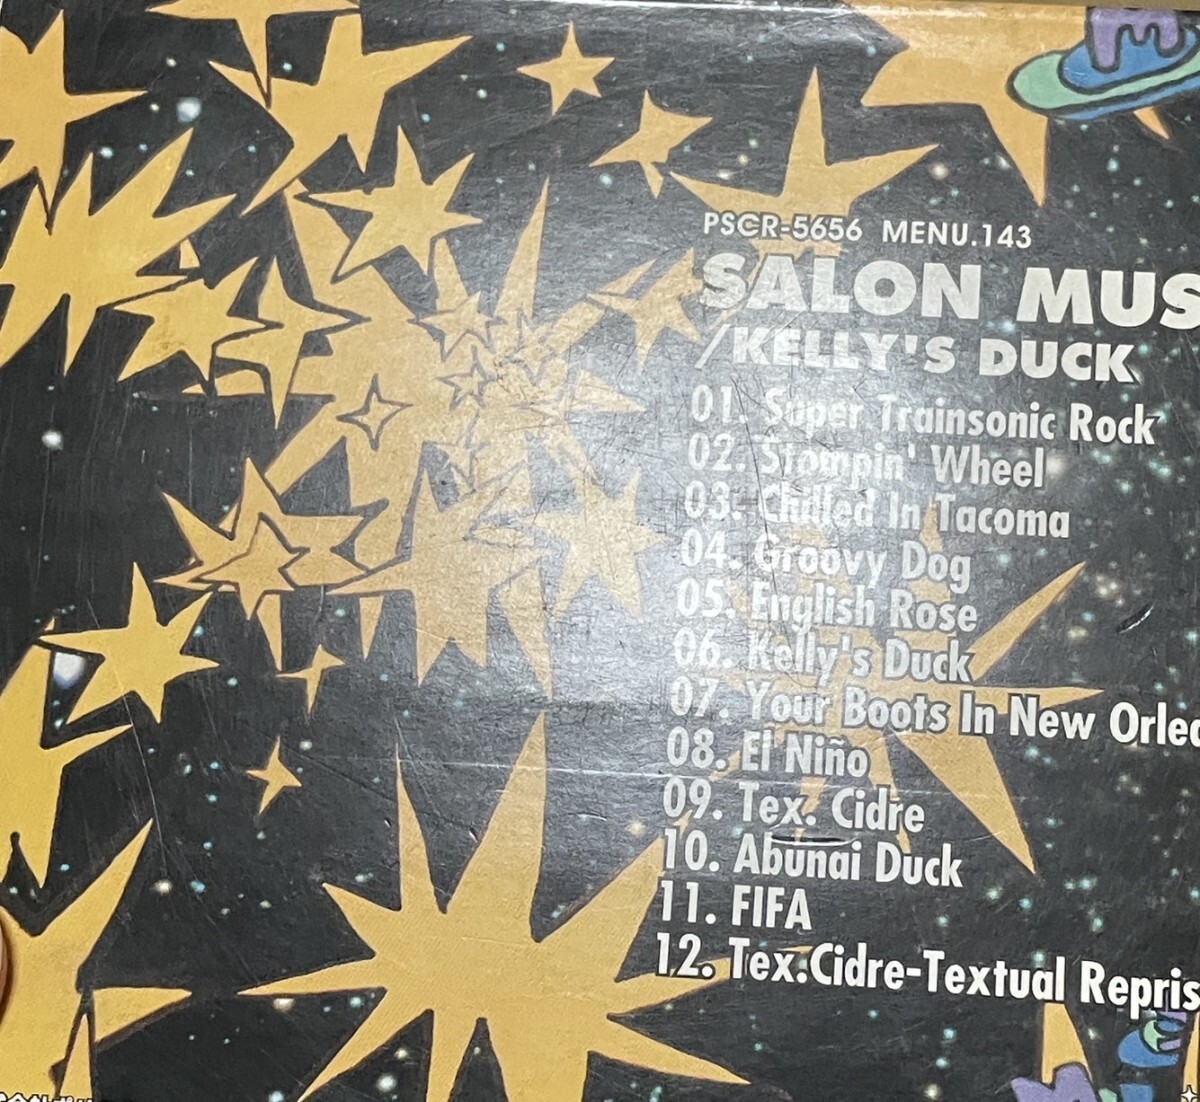 PSCR-5656 MENU.143
SALON MUS
/KELLY'S DUCK
01. Super Trainsonic Rock
02. Stompin' Wheel
03. Chilled In Tacoma
04. Groovy Dog
05. English Rose
06. Kelly's Duck
07. Your Boots In New Orlea
08. El Niño
09. Tex. Cidre
10. Abunai Duck
11. FIFA
12. Tex.Cidre-Textual Repris